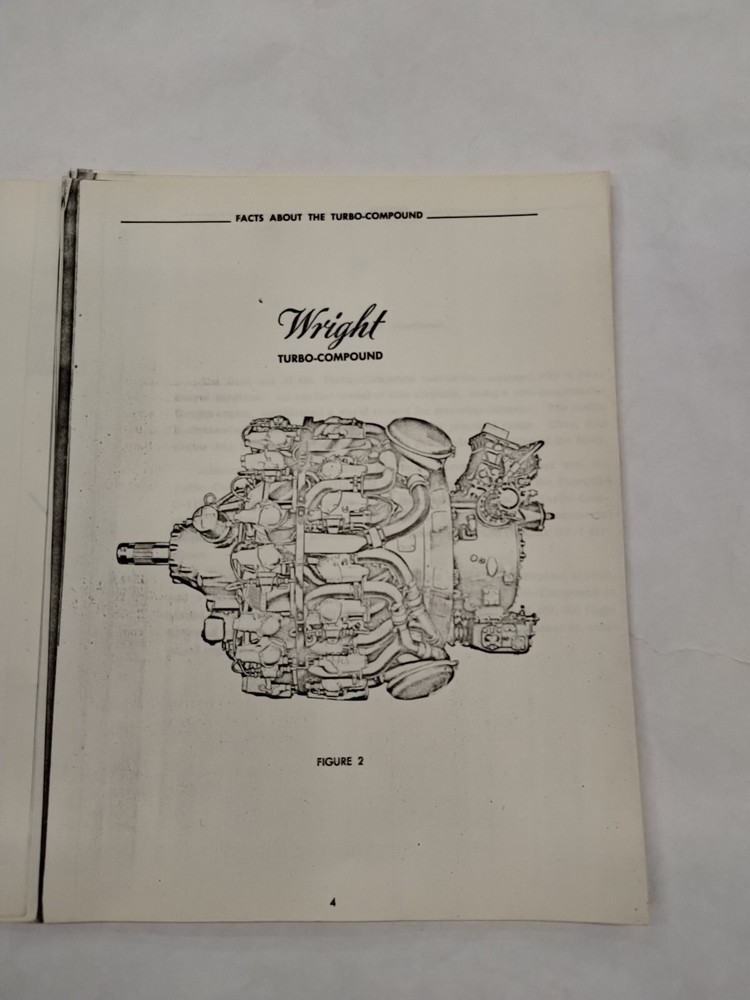 FACTS ABOUT THE TURBO-COMPOUND
Wright
TURBO-COMPOUND
FIGURE 2
4